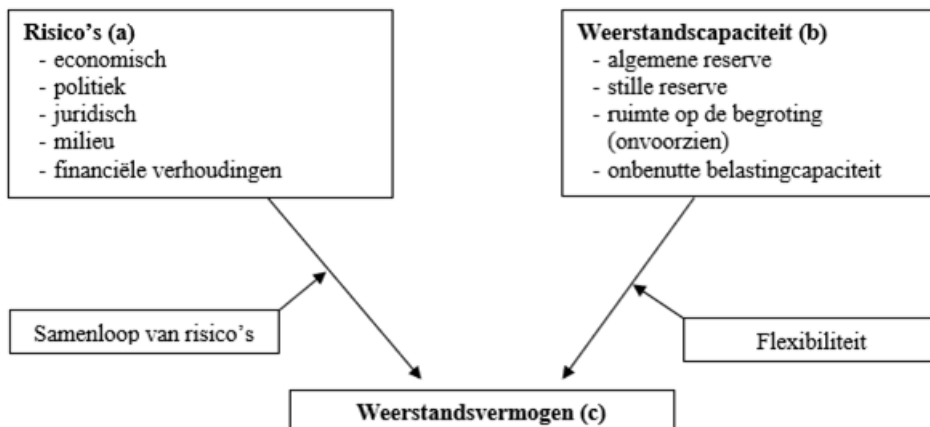 Risico’s (a)
- economisch
- politiek
- juridisch
- milieu
- financiële verhoudingen
Weerstandscapaciteit (b)
- algemene reserve
- stille reserve
- ruimte op de begroting
(onvoorzien)
- onbenutte belastingcapaciteit
Samenloop van risico’s
Flexibiliteit
Weerstandsvermogen (c)